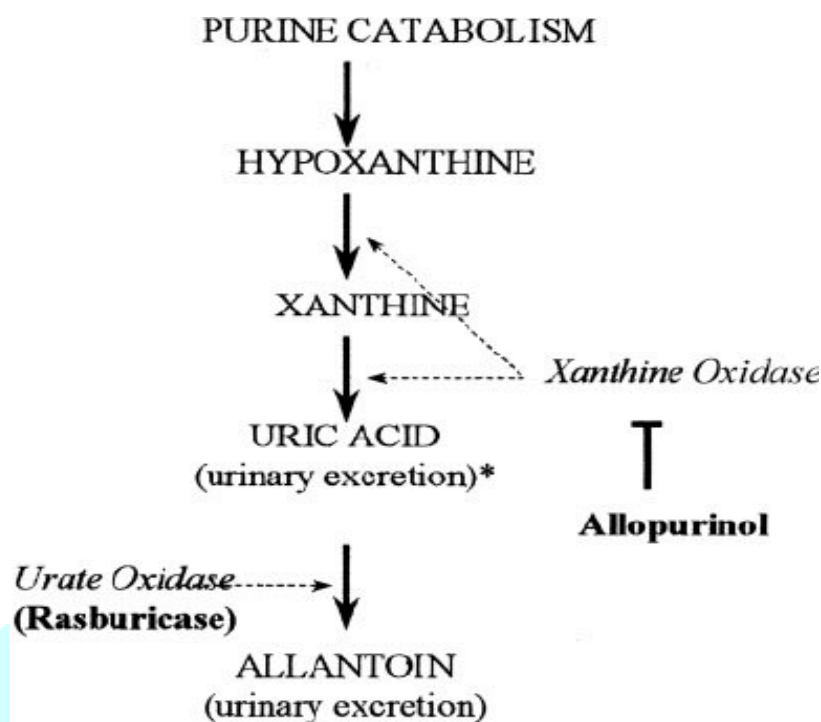 PURINE CATABOLISM
HYPOXANTHINE
XANTHINE
Xanthine Oxidase
URIC ACID
(urinary excretion)*
Allopurinol
Urate Oxidase
(Rasburicase)
ALLANTOIN
(urinary excretion)